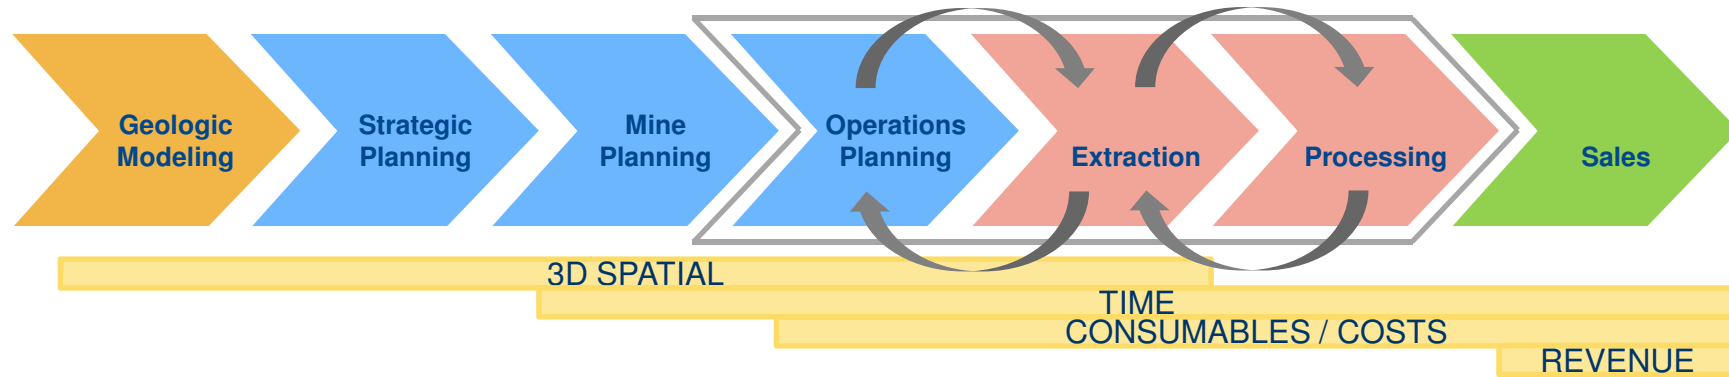 Geologic
Modeling
Strategic
Planning
Mine
Planning
Operations
Planning
Extraction
Processing
Sales
3D SPATIAL
TIME
CONSUMABLES / COSTS
REVENUE